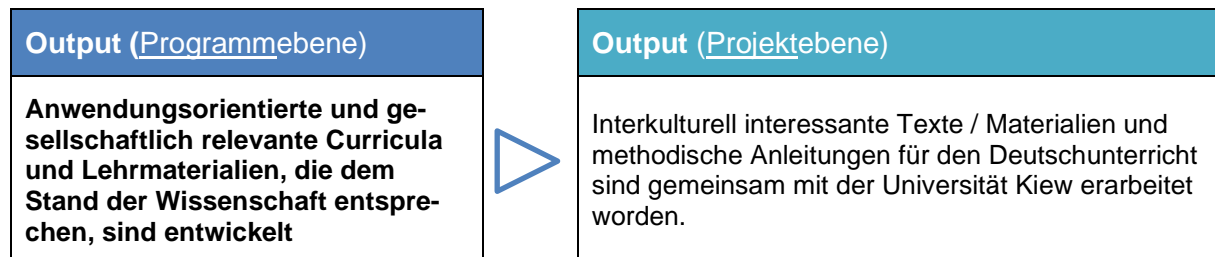 Output (Programmebene)
Anwendungsorientierte und ge-
sellschaftlich relevante Curricula
und Lehrmaterialien, die dem
Stand der Wissenschaft entspre-
chen, sind entwickelt
Output (Projektebene)
Interkulturell interessante Texte / Materialien und
methodische Anleitungen für den Deutschunterricht
sind gemeinsam mit der Universität Kiew erarbeitet
worden.